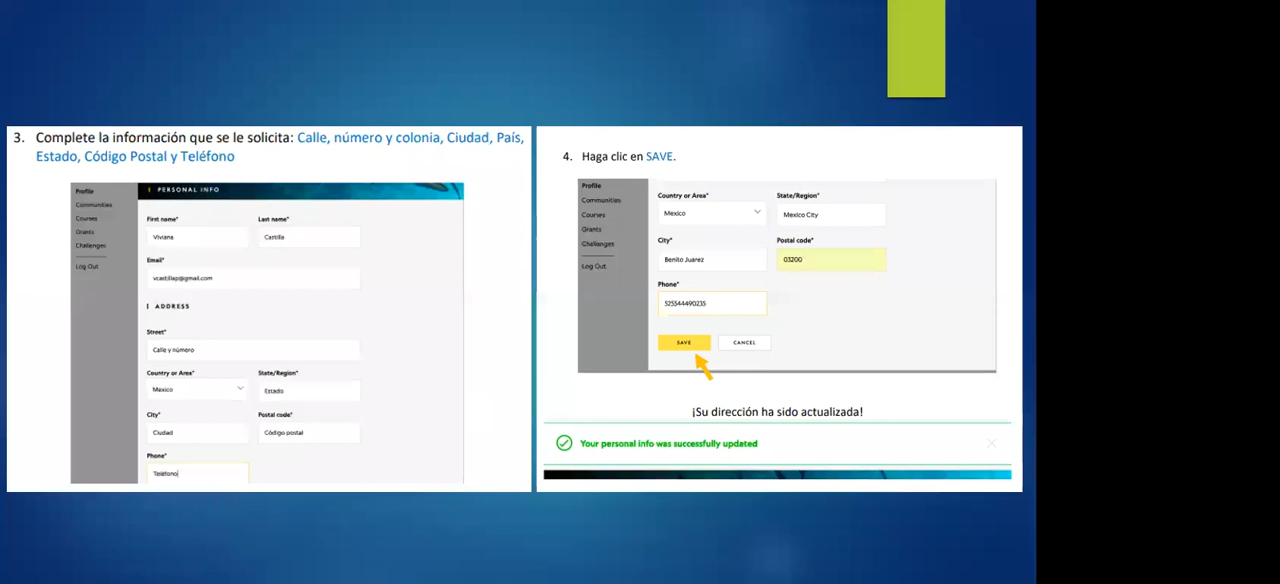 3. Complete la información que se le solicita: Calle, número y colonia, Ciudad, País,
Estado, Código Postal y Teléfono
Profile
Communities
Courses
Grants
Challenges
Log Out
PERSONAL INFO
First name*
Last name*
Viviana
Castilla
Email*
vcastillap@gmail.com
ADDRESS
Street*
Calle y número
Country or Area*
State/Region*
Mexico
Estado
City*
Postal code*
Ciudad
Código postal
Phone*
Teléfono
4. Haga clic en SAVE.
Profile
Communities
Courses
Grants
Challenges
Log Out
Country or Area*
State/Region*
Mexico
Mexico City
City*
Postal code*
Benito Juarez
03200
Phone*
525544490235
SAVE
CANCEL
¡Su dirección ha sido actualizada!
Your personal info was successfully updated